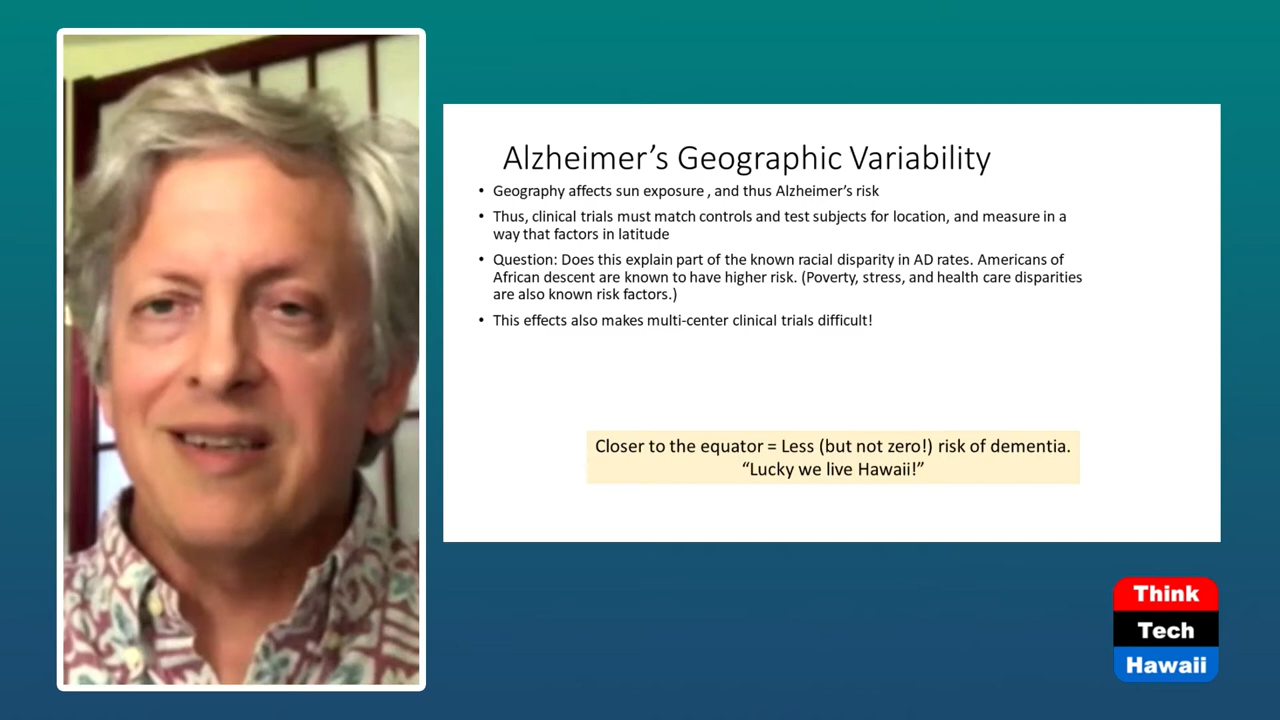 Alzheimer’s Geographic Variability
• Geography affects sun exposure , and thus Alzheimer’s risk
• Thus, clinical trials must match controls and test subjects for location, and measure in a
way that factors in latitude
• Question: Does this explain part of the known racial disparity in AD rates. Americans of
African descent are known to have higher risk. (Poverty, stress, and health care disparities
are also known risk factors.)
• This effects also makes multi-center clinical trials difficult!
Closer to the equator = Less (but not zero!) risk of dementia.
“Lucky we live Hawaii!”
Think
Tech
Hawaii